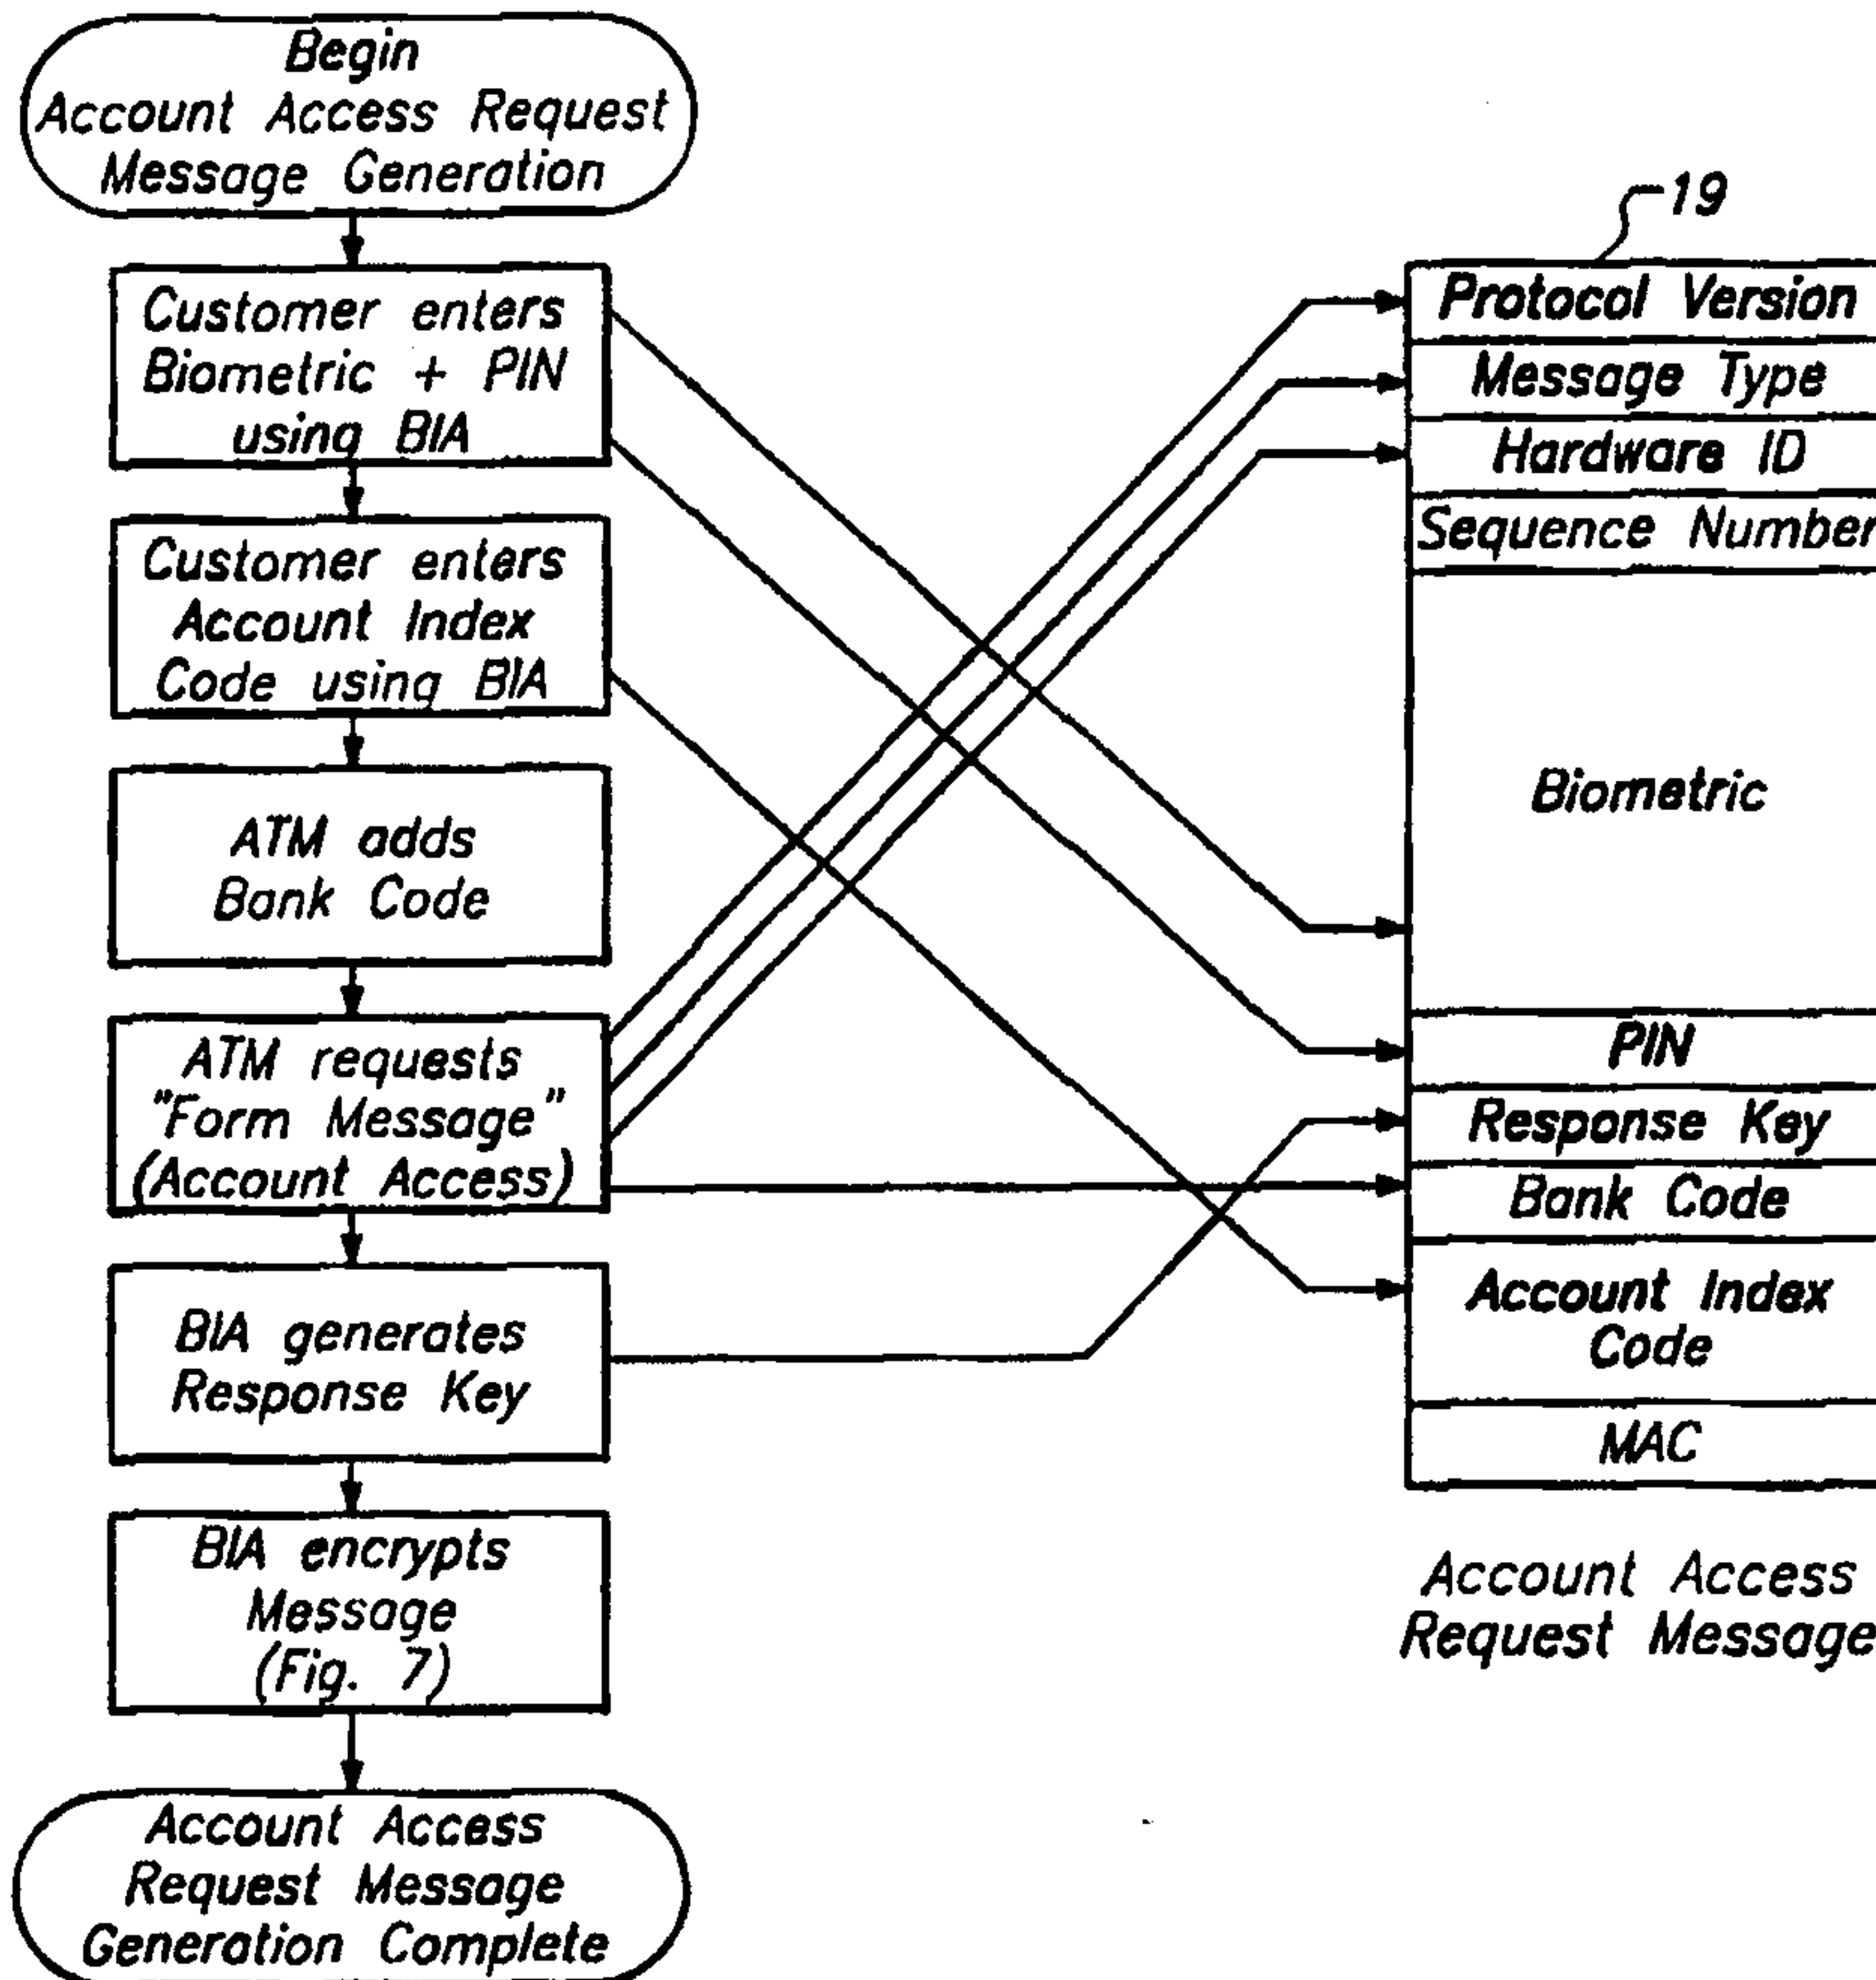 Begin
Account Access Request
Message Generation
Customer enters
Biometric + PIN
using BIA
Customer enters
Account Index
Code using BIA
ATM adds
Bank Code
ATM requests
"Form Message"
(Account Access)
BIA generates
Response Key
BIA encrypts
Message
(Fig. 7)
Account Access
Request Message
Generation Complete
19
Protocol Version
Message Type
Hardware ID
Sequence Number
Biometric
PIN
Response Key
Bank Code
Account Index
Code
MAC
Account Access
Request Message